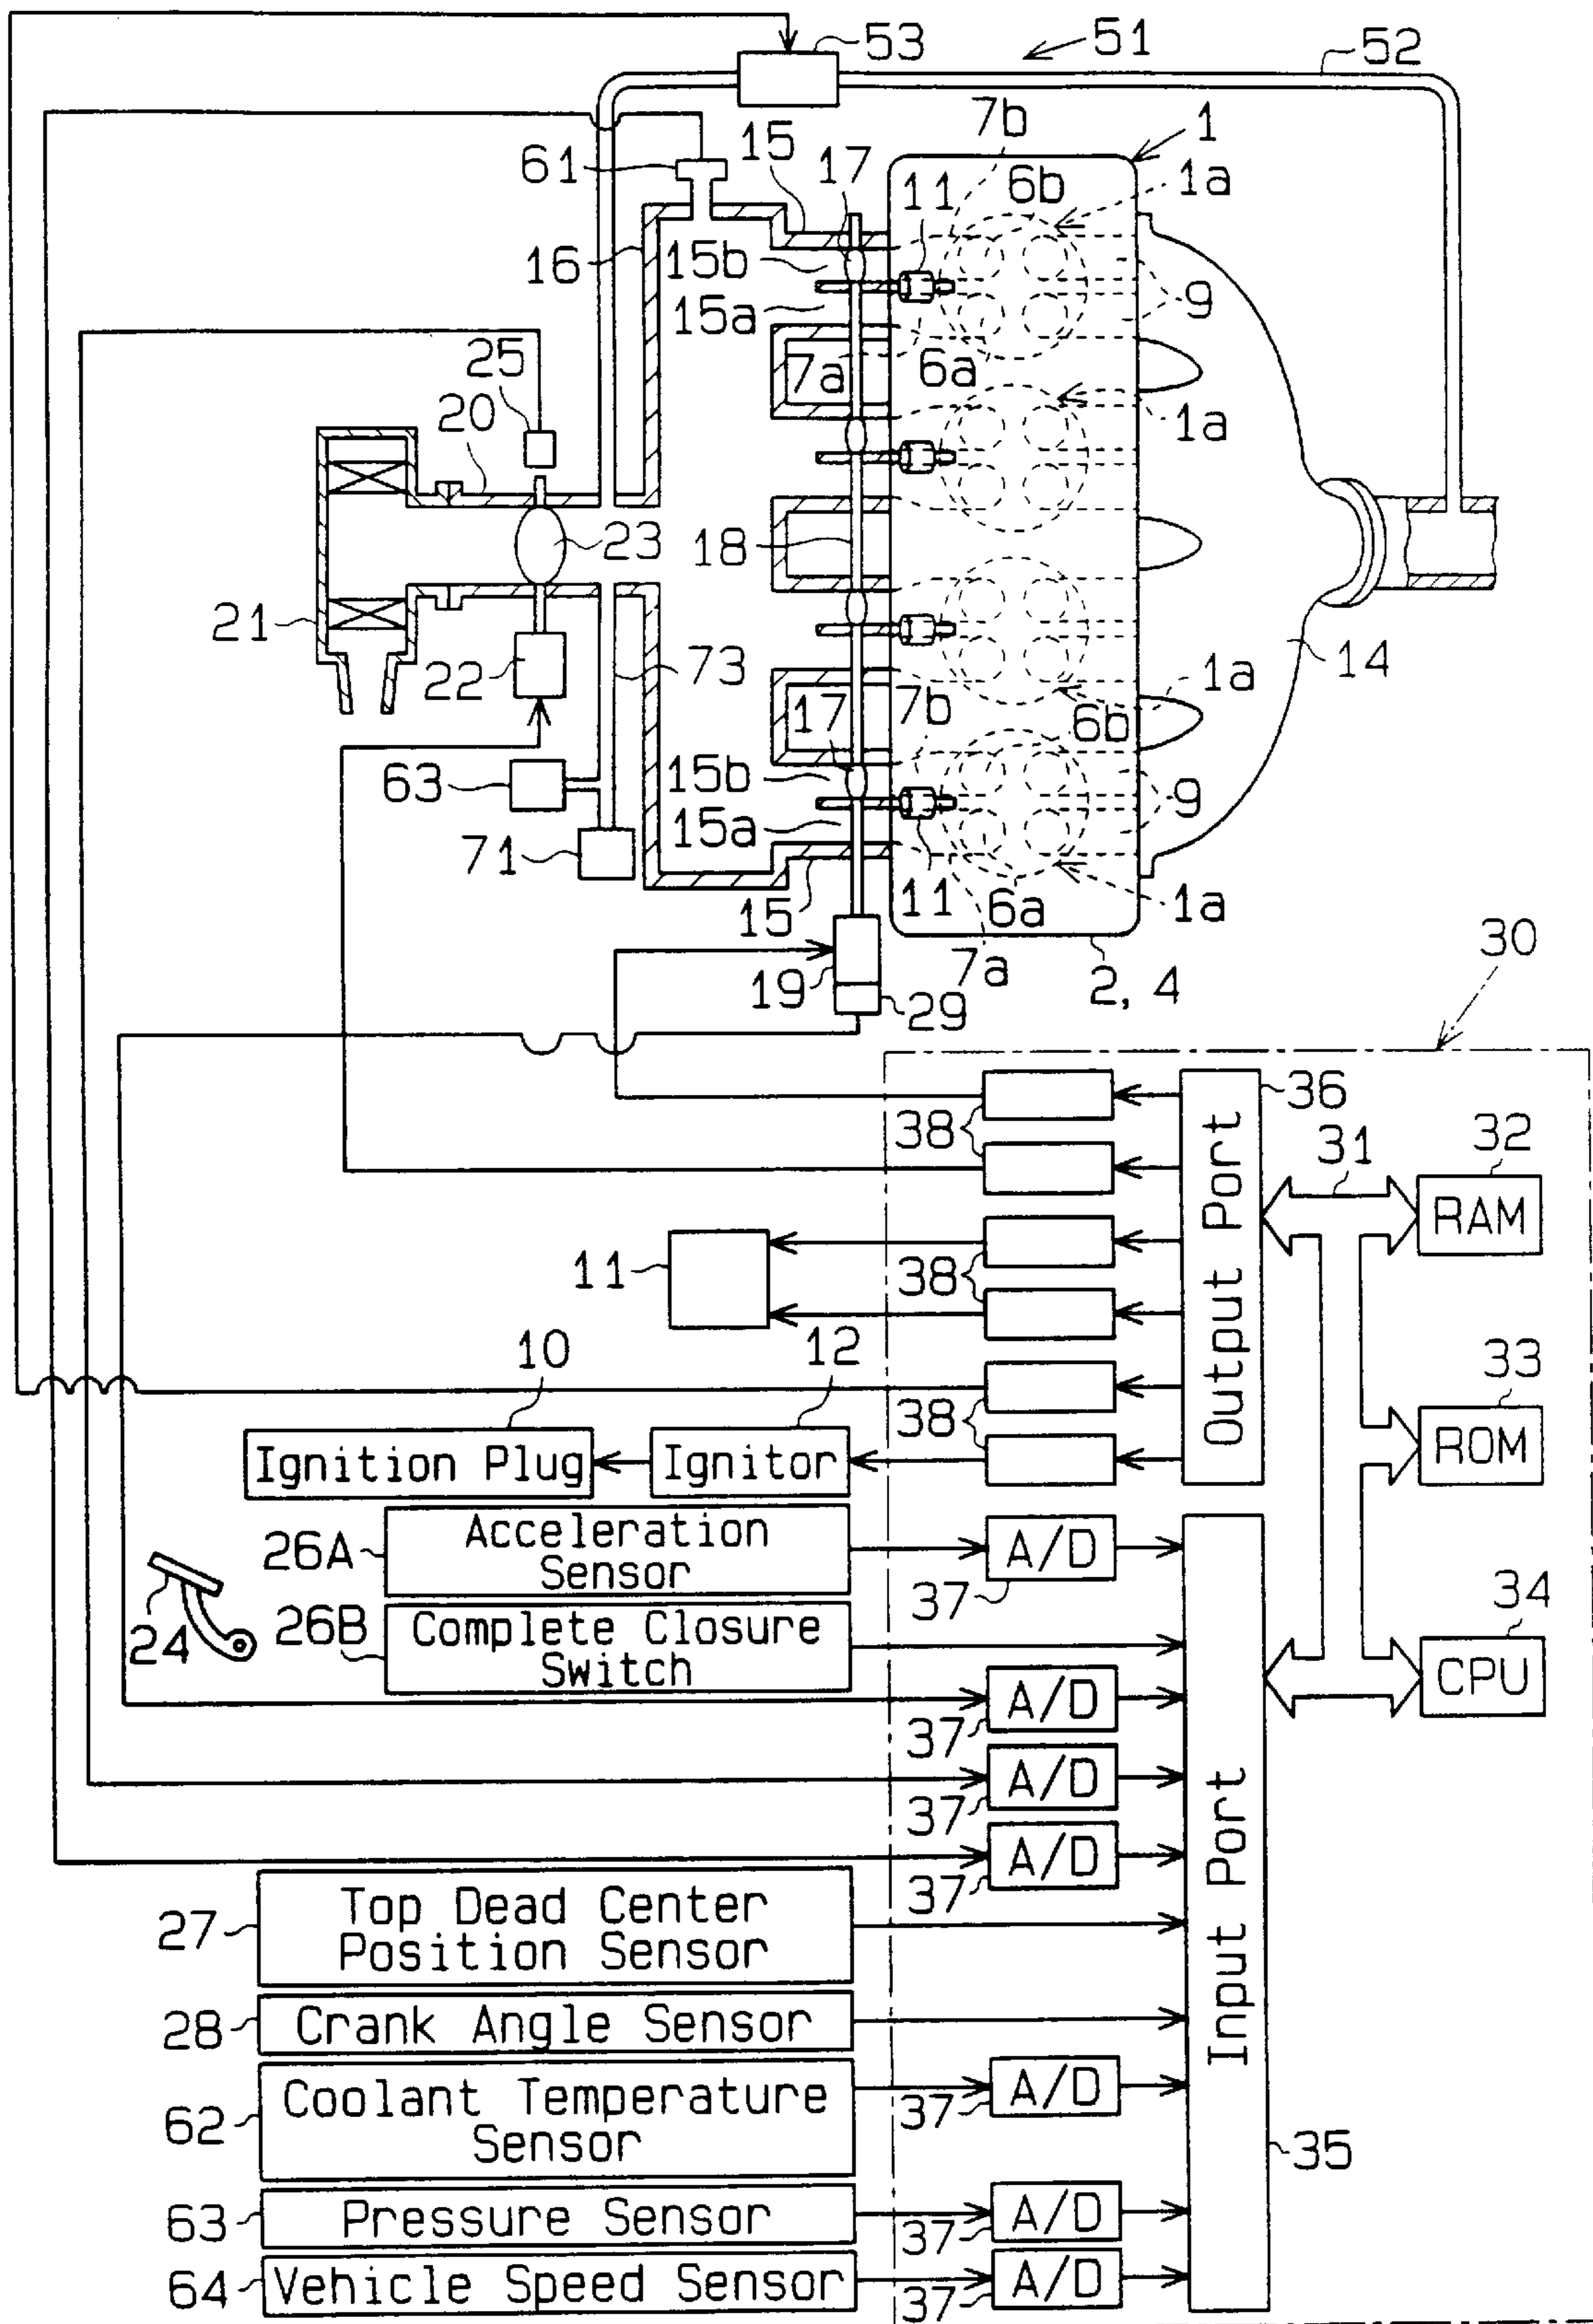 53
51
52
7b
1
61
15
17
11
6b
1a
16
15b
9
15a
25
7a
6a
20
1a
23
18
21
22
73
14
1a
17
7b
6b
63
15b
9
15a
71
15
11
6a
1a
30
19
7a
2, 4
29
36
38
31
32
RAM
Output Port
11
38
10
12
33
38
ROM
Ignition Plug
Ignitor
26A
Acceleration
Sensor
A/D
37
34
24
26B
Complete Closure
Switch
CPU
A/D
37
A/D
37
A/D
37
Input Port
27
Top Dead Center
Position Sensor
28
Crank Angle Sensor
62
Coolant Temperature
Sensor
A/D
37
35
63
Pressure Sensor
A/D
37
64
Vehicle Speed Sensor
A/D
37